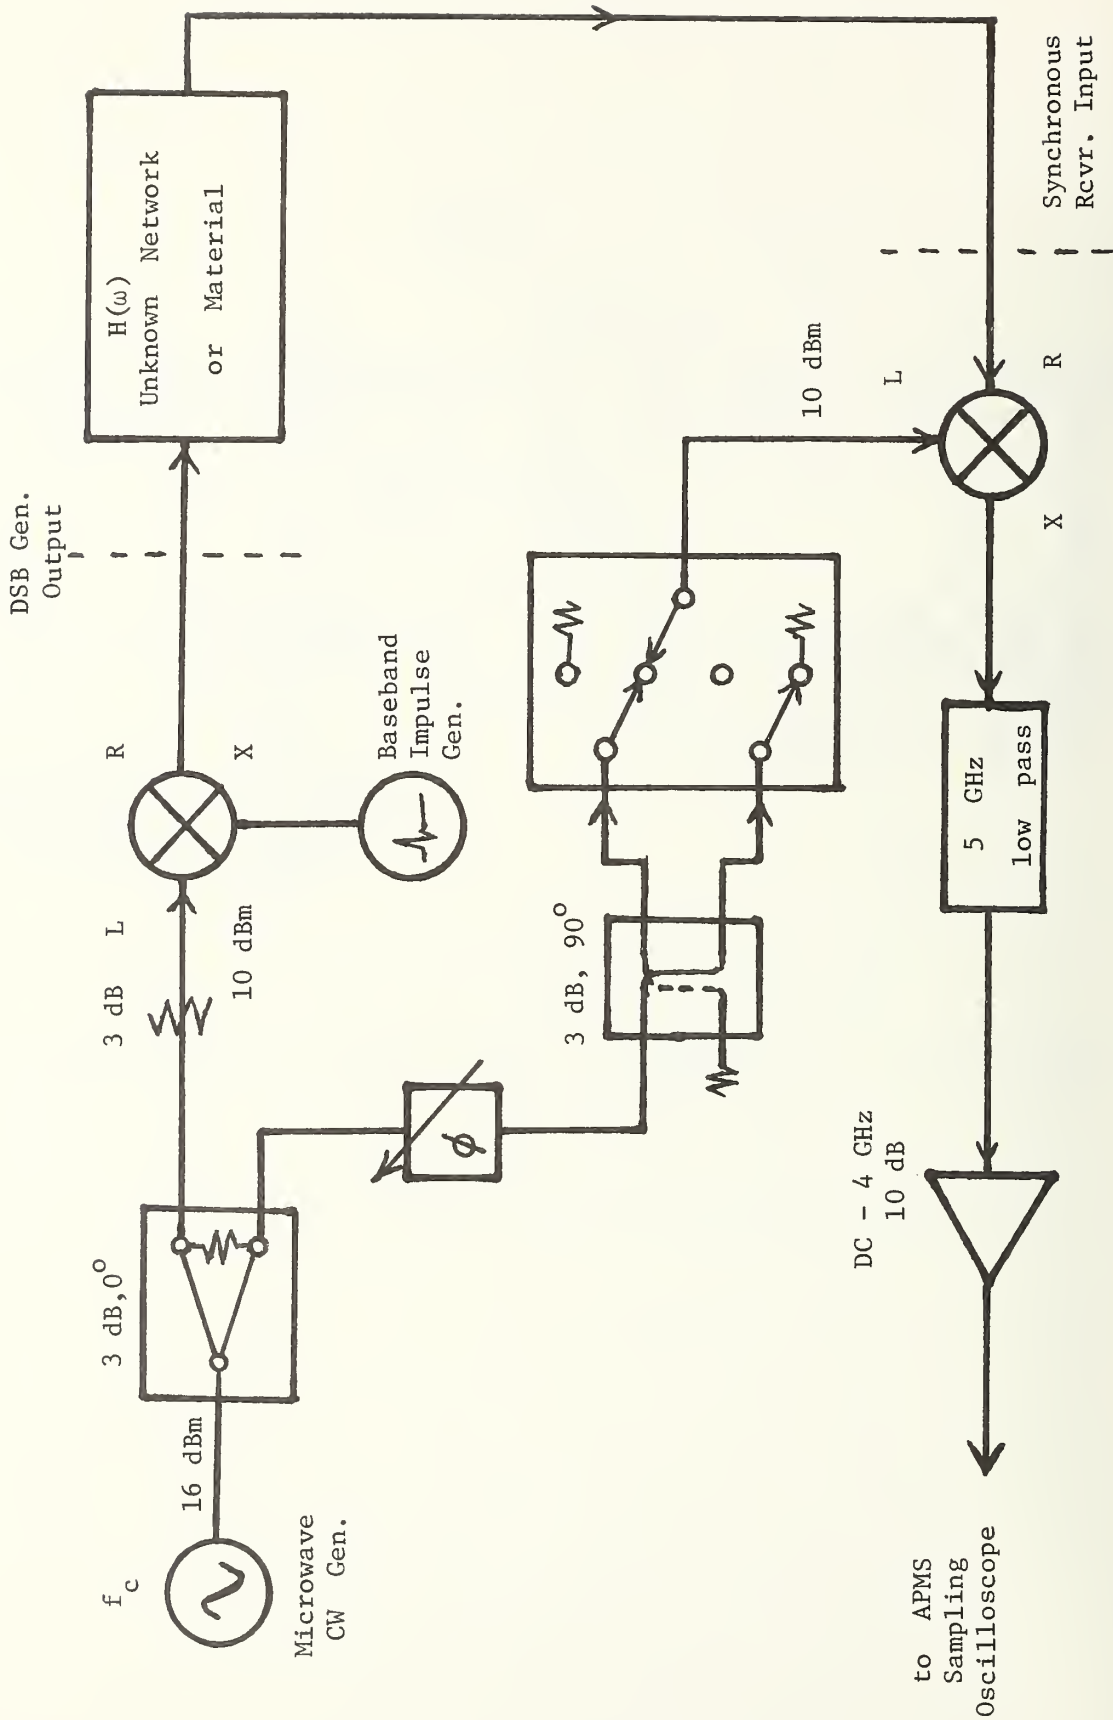 f_c
Microwave
CW Gen.
16 dBm
3 dB,0°
3 dB
L
10 dBm
R
X
Baseband
Impulse
Gen.
DSB Gen.
Output
H(ω)
Unknown Network
or Material
ϕ
3 dB, 90°
10 dBm
L
R
X
Synchronous
Rcvr. Input
5 GHz
low pass
DC - 4 GHz
10 dB
to APMS
Sampling
Oscilloscope